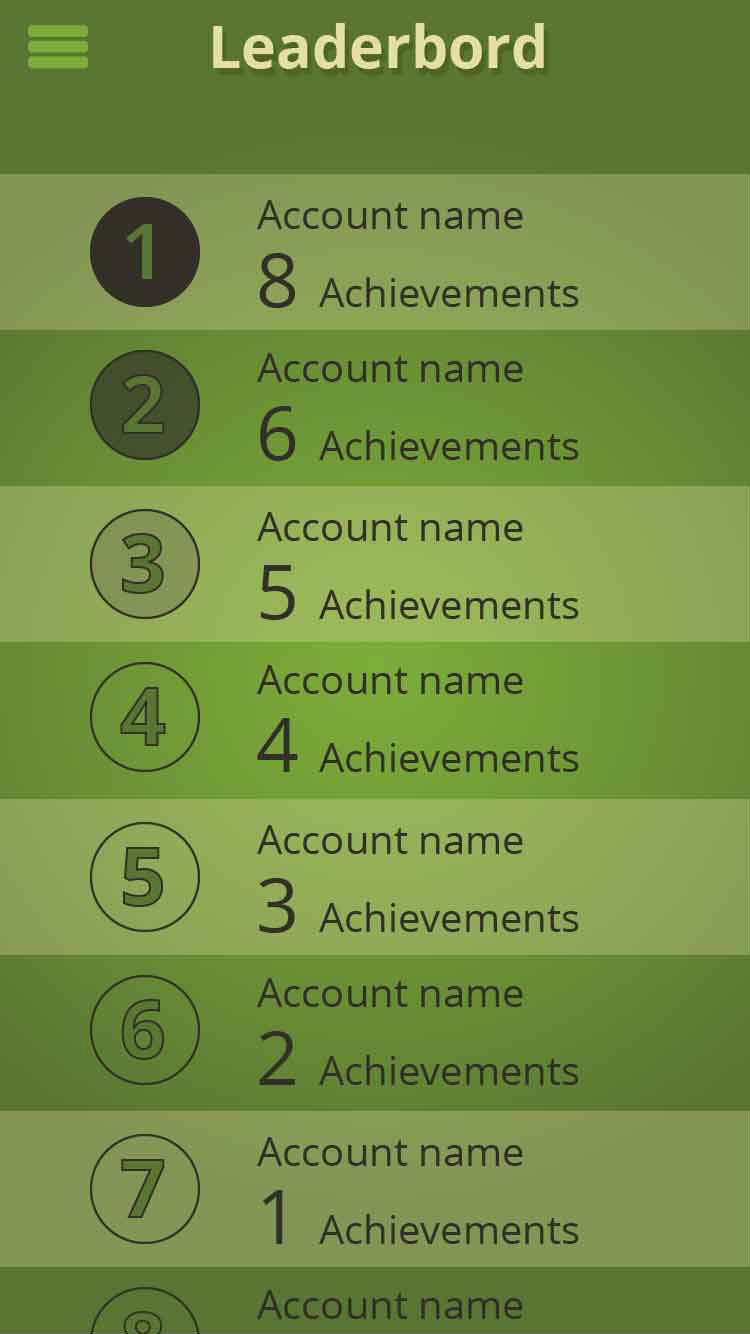 Leaderbord
1
Account name
8 Achievements
2
Account name
6 Achievements
3
Account name
5 Achievements
4
Account name
4 Achievements
5
Account name
3 Achievements
6
Account name
2 Achievements
7
Account name
1 Achievements
8
Account name